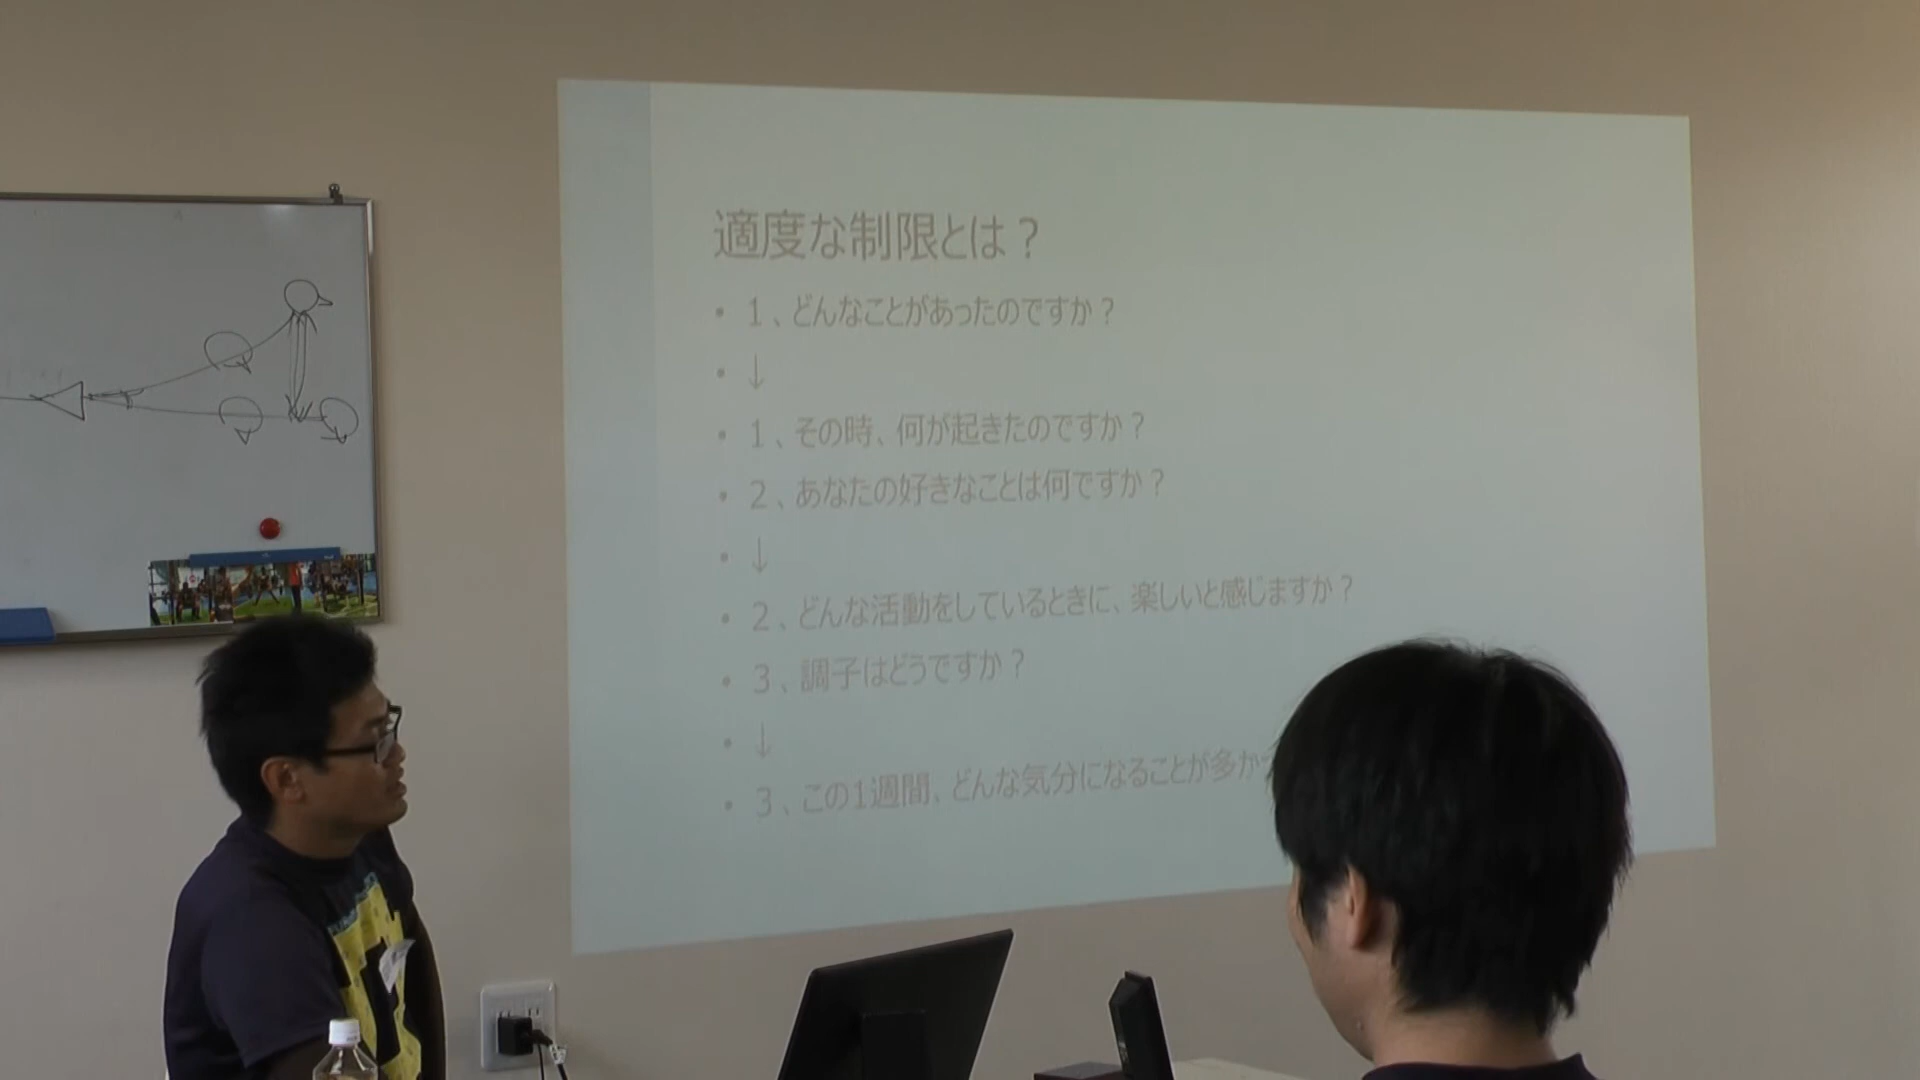 適度な制限とは？
• 1、どんなことがあったのですか？
• ↓
• 1、その時、何が起きたのですか？
• 2、あなたの好きなことは何ですか？
• ↓
• 2、どんな活動をしているときに、楽しいと感じますか？
• 3、調子はどうですか？
• ↓
• 3、この1週間、どんな気分になることが多か